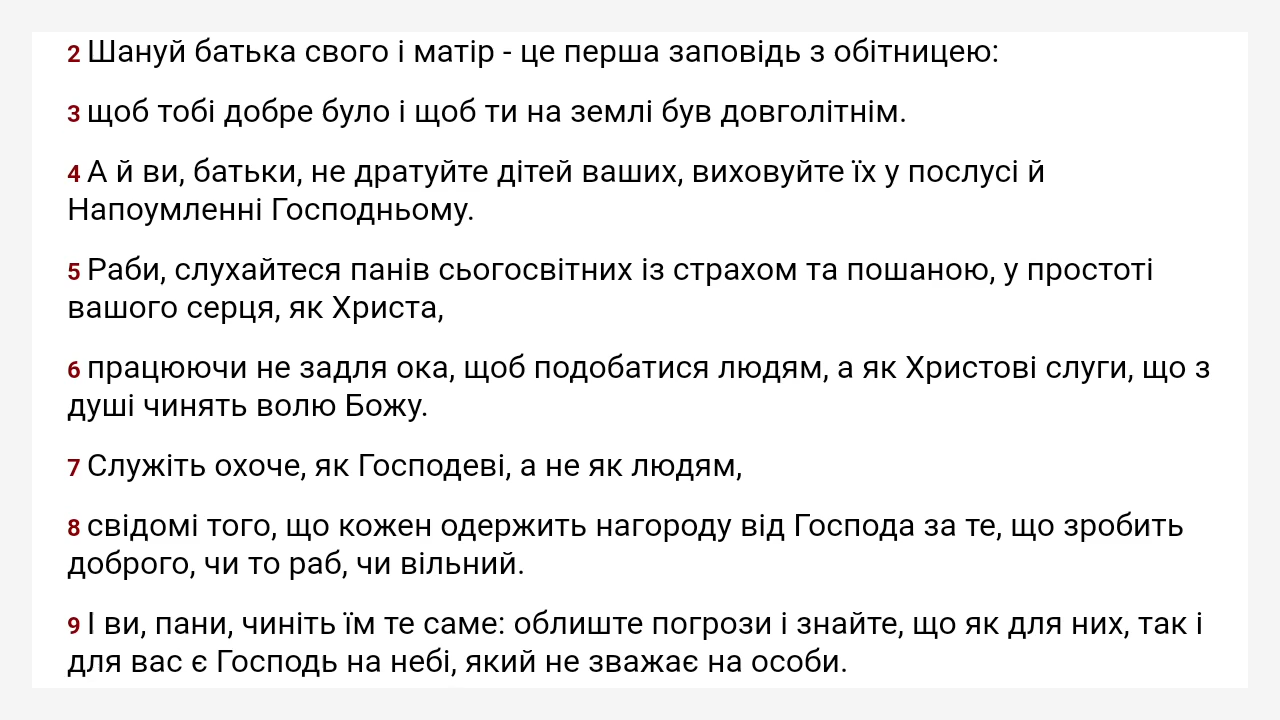 2 Шануй батька свого і матір - це перша заповідь з обітницею:
3 щоб тобі добре було і щоб ти на землі був довголітнім.
4 А й ви, батьки, не дратуйте дітей ваших, виховуйте їх у послусі й
Напоумленні Господньому.
5 Раби, слухайтеся панів сьогосвітних із страхом та пошаною, у простоті
вашого серця, як Христа,
6 працюючи не задля ока, щоб подобатися людям, а як Христові слуги, що з
душі чинять волю Божу.
7 Служіть охоче, як Господеві, а не як людям,
8 свідомі того, що кожен одержить нагороду від Господа за те, що зробить
доброго, чи то раб, чи вільний.
9 І ви, пани, чиніть їм те саме: облиште погрози і знайте, що як для них, так і
для вас є Господь на небі, який не зважає на особи.